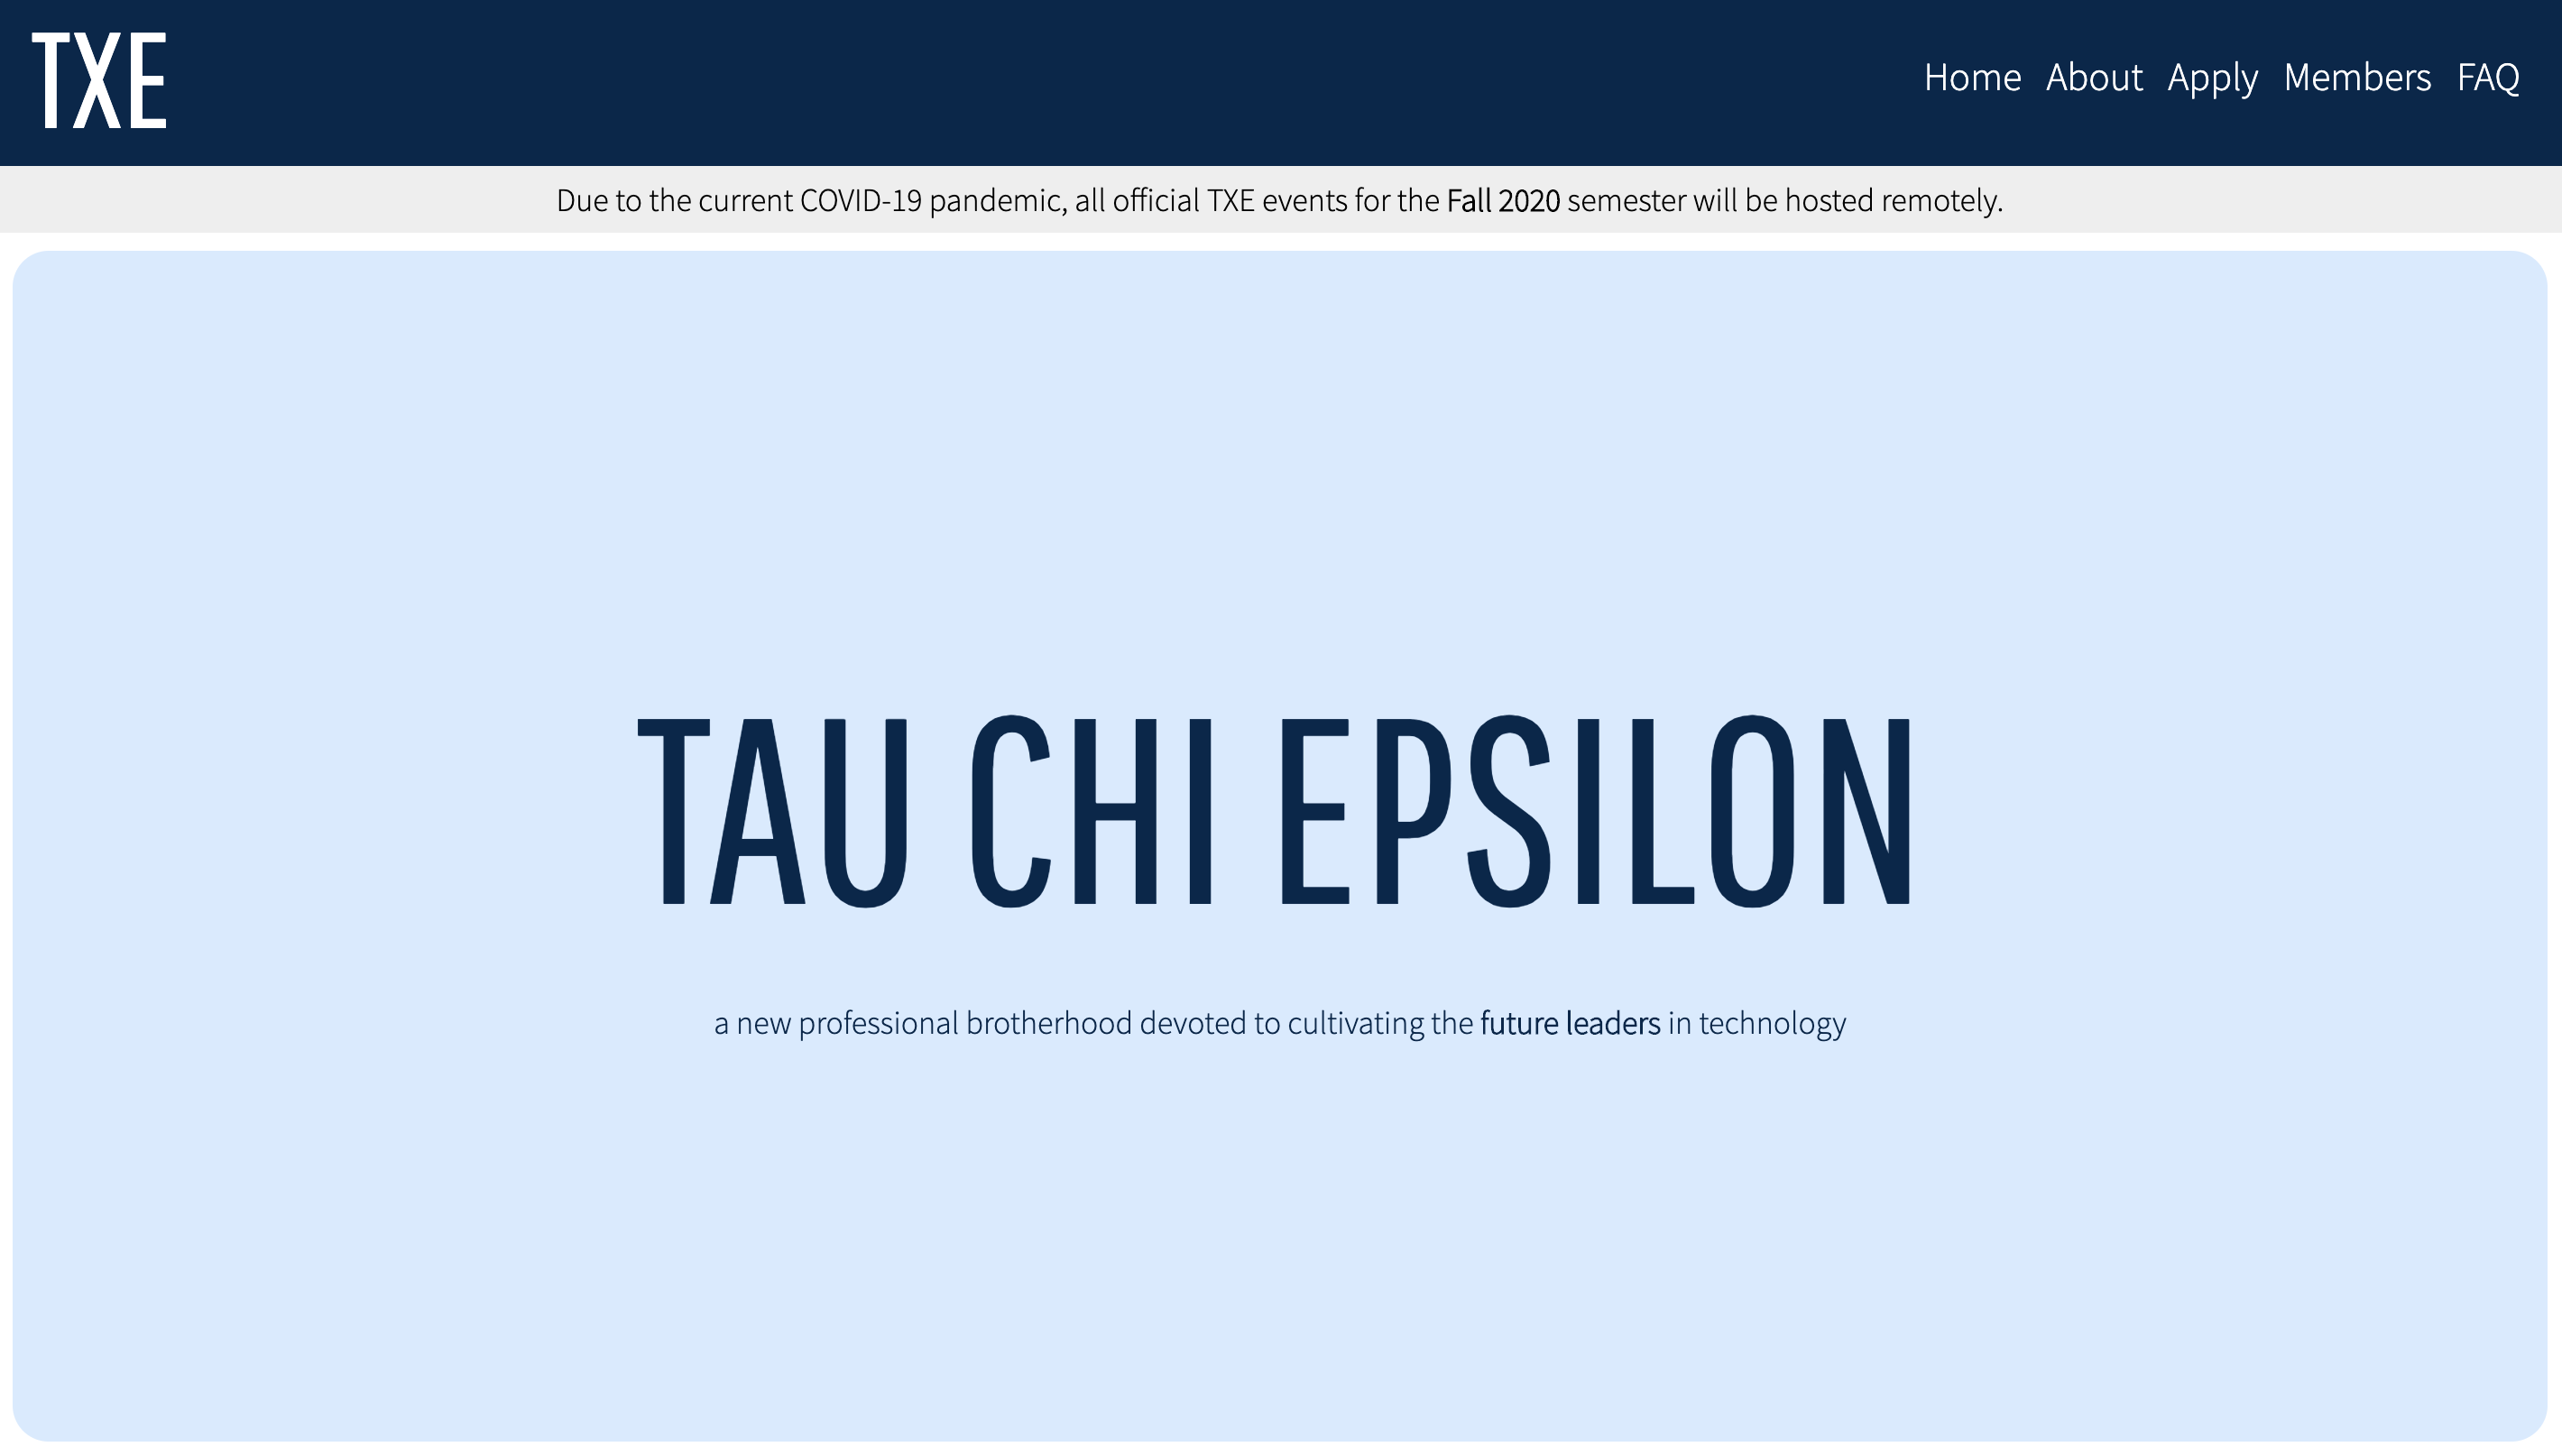 TXE
Home About Apply Members FAQ
Due to the current COVID-19 pandemic, all official TXE events for the Fall 2020 semester will be hosted remotely.
TAU CHI EPSILON
a new professional brotherhood devoted to cultivating the future leaders in technology